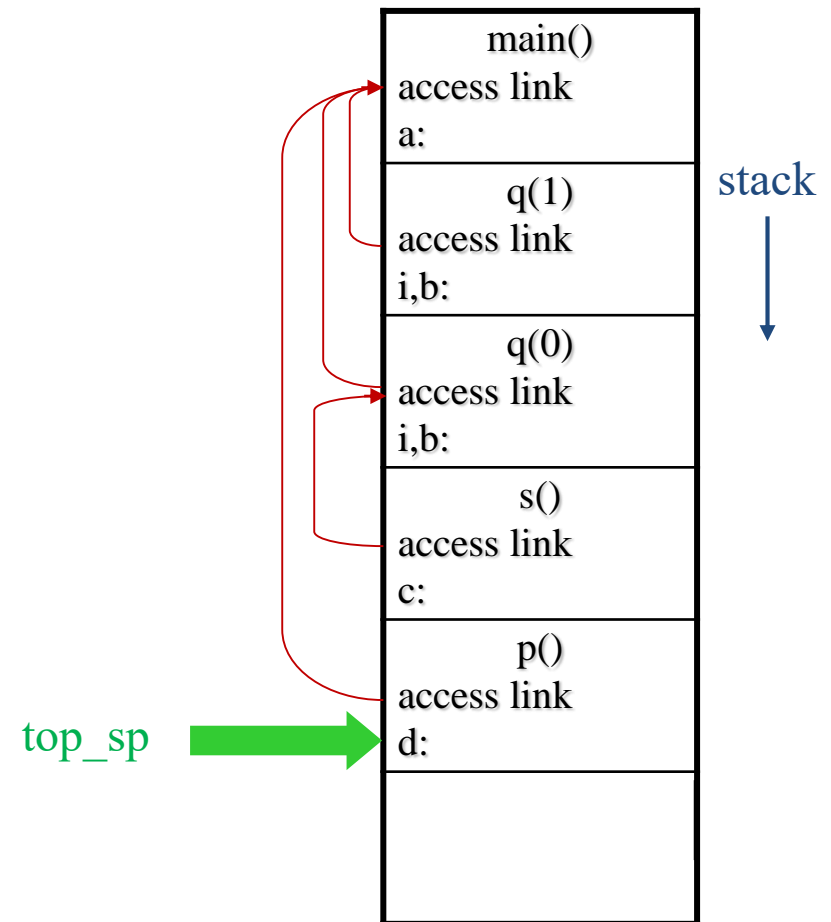 main()
access link
a:
stack
q(1)
access link
i,b:
q(0)
access link
i,b:
s()
access link
c:
p()
access link
top_sp
d: